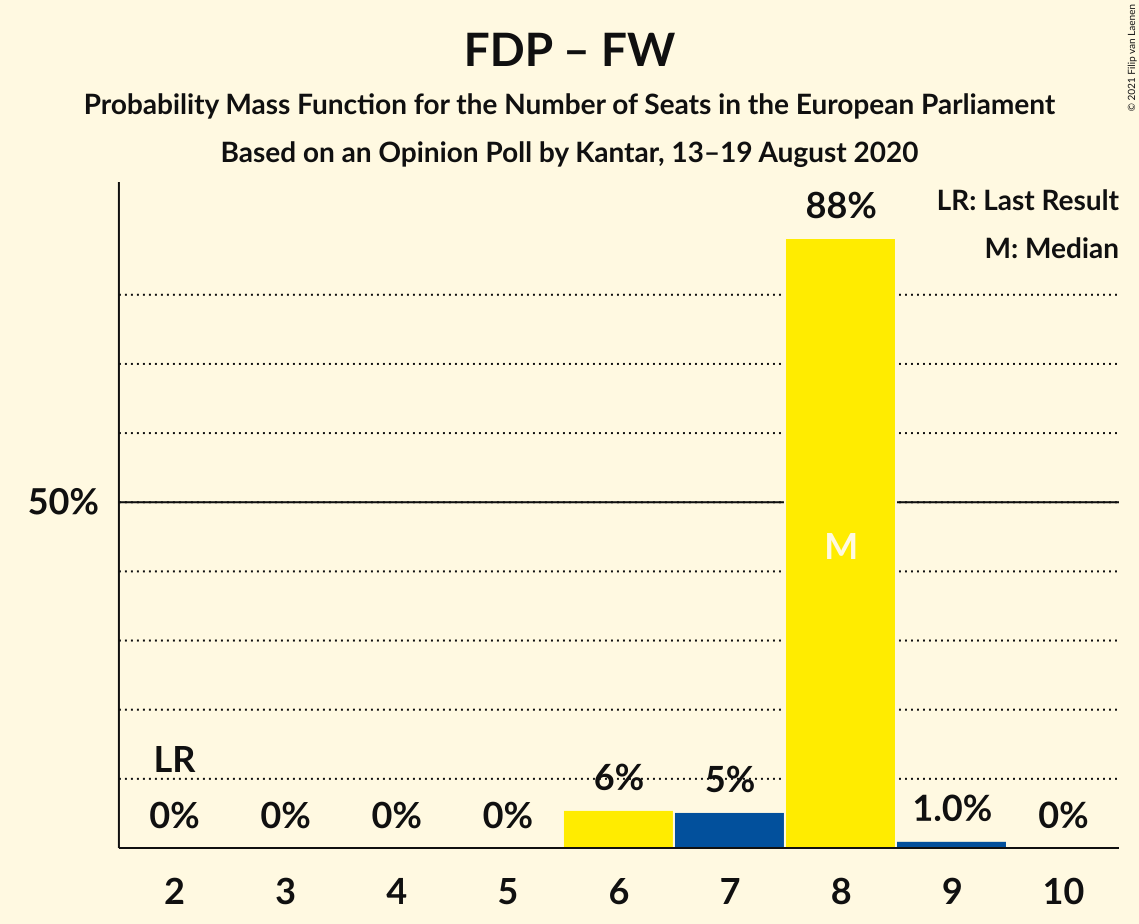 FDP – FW
Probability Mass Function for the Number of Seats in the European Parliament
Based on an Opinion Poll by Kantar, 13–19 August 2020
© 2021 Filip van Laenen
LR: Last Result
M: Median
88%
50%
M
LR
0%
0%
0%
0%
6%
5%
1.0%
0%
2
3
4
5
6
7
8
9
10